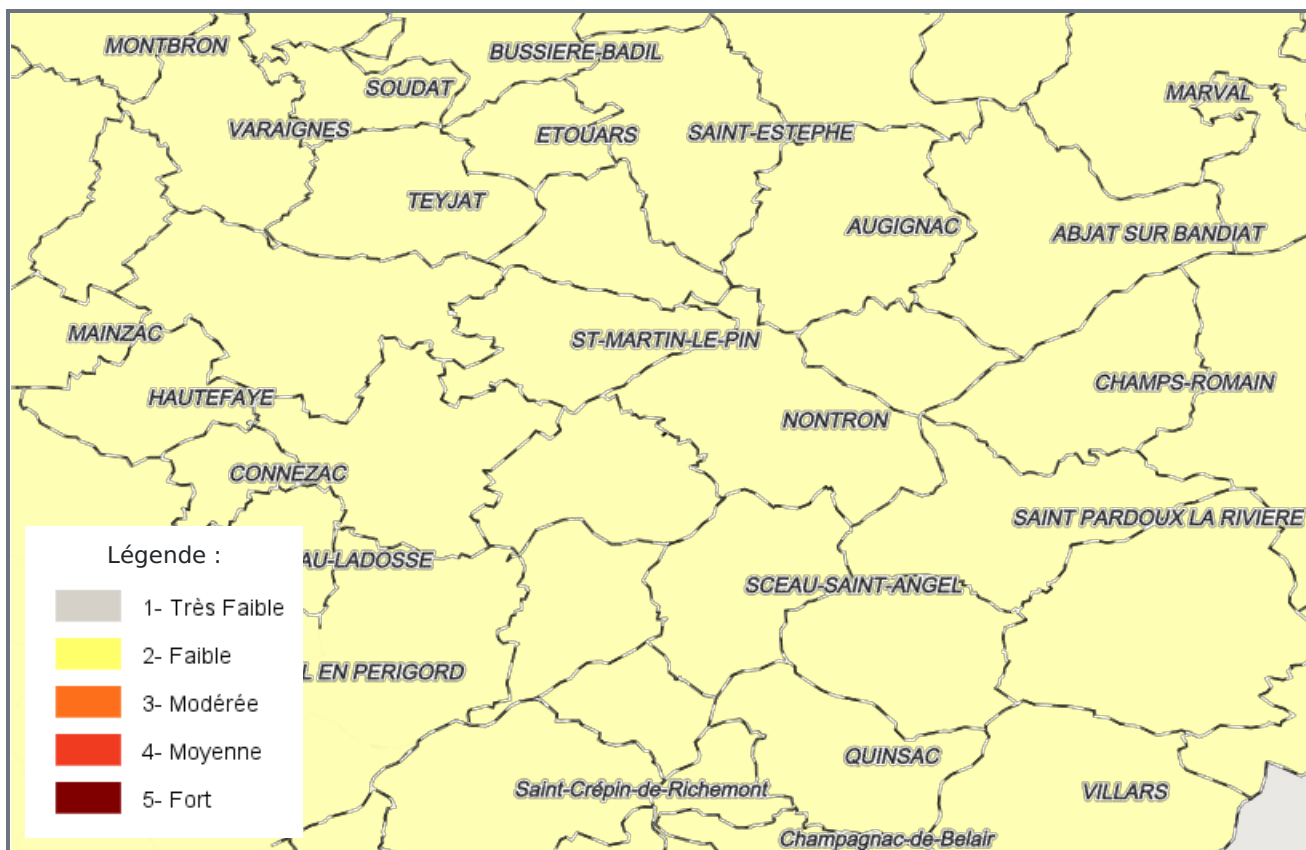 MONTBRON
BUSSIERE-BADIL
SOUDAT
MARVAL
VARAIGNES
ETOUARS
SAINT-ESTEPHE
TEYJAT
AUGIGNAC
ABJAT SUR BANDIAT
MAINZAC
ST-MARTIN-LE-PIN
CHAMPS-ROMAIN
HAUTEFAYE
NONTRON
CONNEZAC
SAINT PARDOUX LA RIVIERE
AU-LADOSSE
SCEAU-SAINT-ANGEL
L EN PERIGORD
QUINSAC
Saint-Crépin-de-Richemont
VILLARS
Champagnac-de-Belair
Légende :
1- Très Faible
2- Faible
3- Modérée
4- Moyenne
5- Fort